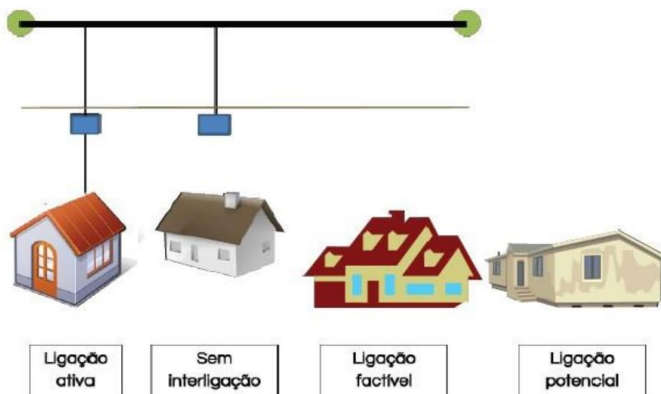 Ligação
ativa
Sem
interligação
Ligação
factível
Ligação
potencial